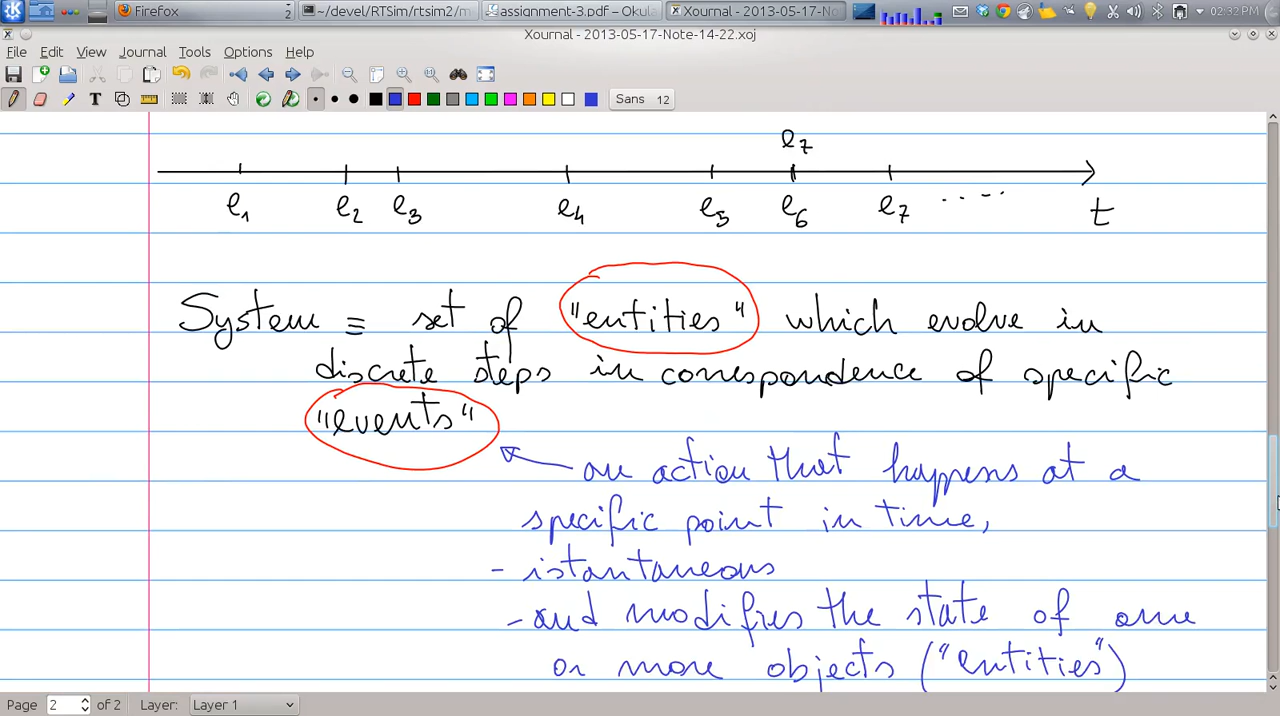 Firefox 2 ~/devel/RTSim/rtsim2/m assignment-3.pdf – Okula Xournal - 2013-05-17-No 2 02:32 PM
Xournal - 2013-05-17-Note-14-22.xoj
File Edit View Journal Tools Options Help
Sans 12
e7
e1 e2 e3 e4 e5 e6 e7 ..... t
System ≡ set of "entities" which evolve in
discrete steps in correspondence of specific
"events"
an action that happens at a
specific point in time,
- istantaneous
- and modifies the state of one
or more objects ("entities")
Page 2 of 2 Layer: Layer 1